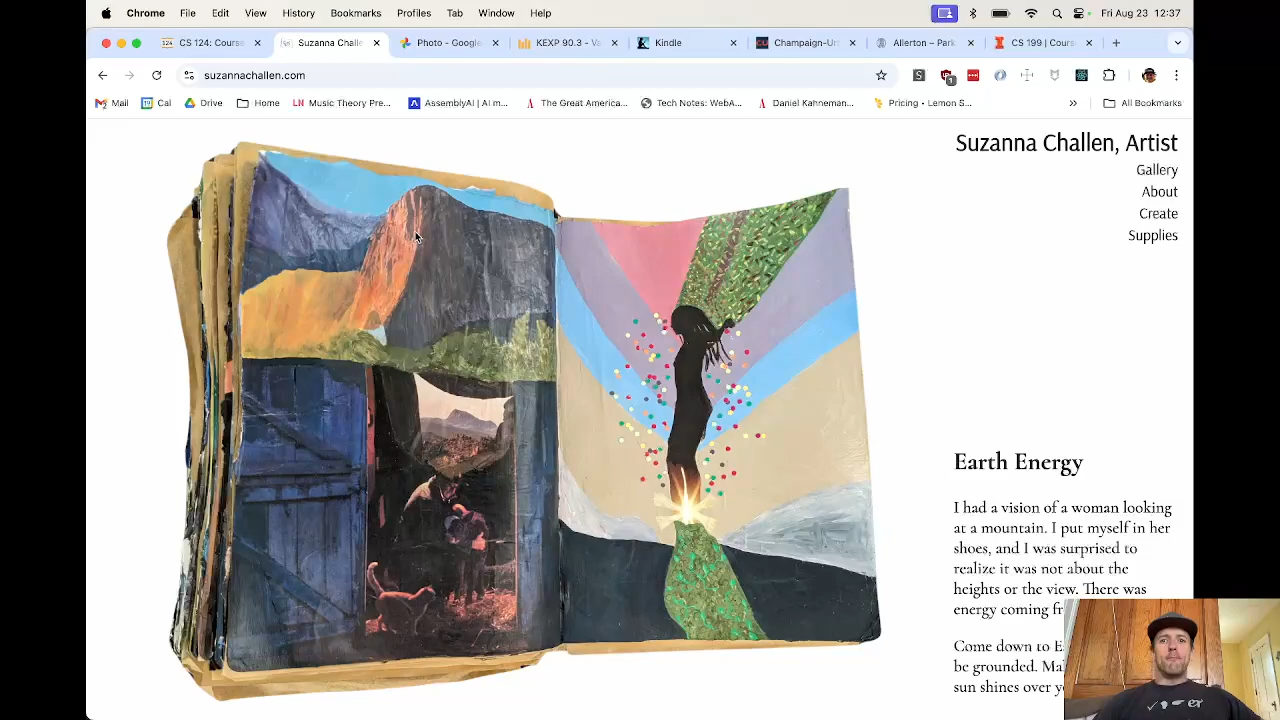 Chrome File Edit View History Bookmarks Profiles Tab Window Help Fri Aug 23 12:37
CS 124: Course Suzanna Challe Photo - Google KEXP 90.3 - Va Kindle Champaign-Ur Allerton – Park CS 199 | Cours
suzannachallen.com
Mail Cal Drive Home Music Theory Pre... AssemblyAI | AI m... The Great America... Tech Notes: WebA... Daniel Kahneman... Pricing - Lemon S... All Bookmarks
Suzanna Challen, Artist
Gallery
About
Create
Supplies
Earth Energy
I had a vision of a woman looking
at a mountain. I put myself in her
shoes, and I was surprised to
realize it was not about the
heights or the view. There was
energy coming
Come down to
be grounded.
sun shines over